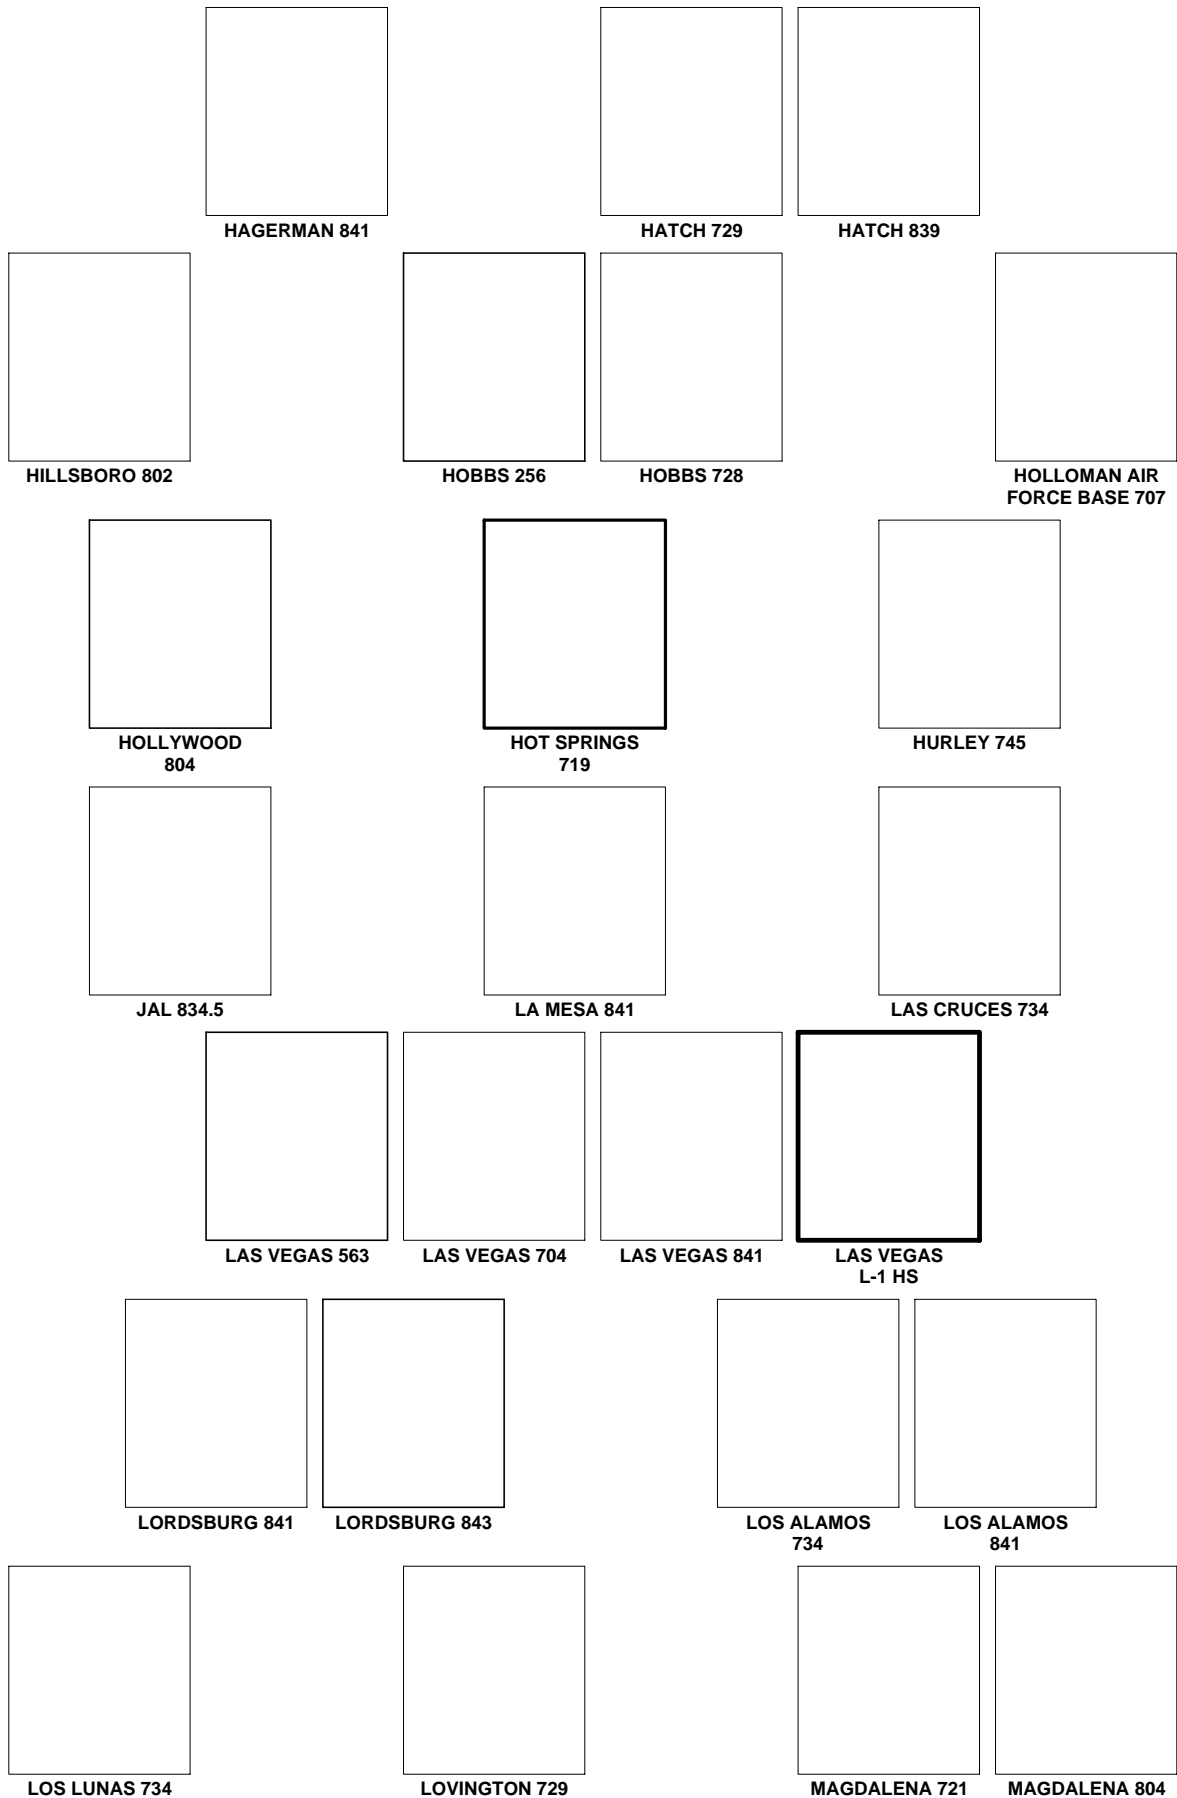 HAGERMAN 841
HATCH 729
HATCH 839
HILLSBORO 802
HOBBS 256
HOBBS 728
HOLLOMAN AIR
FORCE BASE 707
HOLLYWOOD
804
HOT SPRINGS
719
HURLEY 745
JAL 834.5
LA MESA 841
LAS CRUCES 734
LAS VEGAS 563
LAS VEGAS 704
LAS VEGAS 841
LAS VEGAS
L-1 HS
LORDSBURG 841
LORDSBURG 843
LOS ALAMOS
734
LOS ALAMOS
841
LOS LUNAS 734
LOVINGTON 729
MAGDALENA 721
MAGDALENA 804